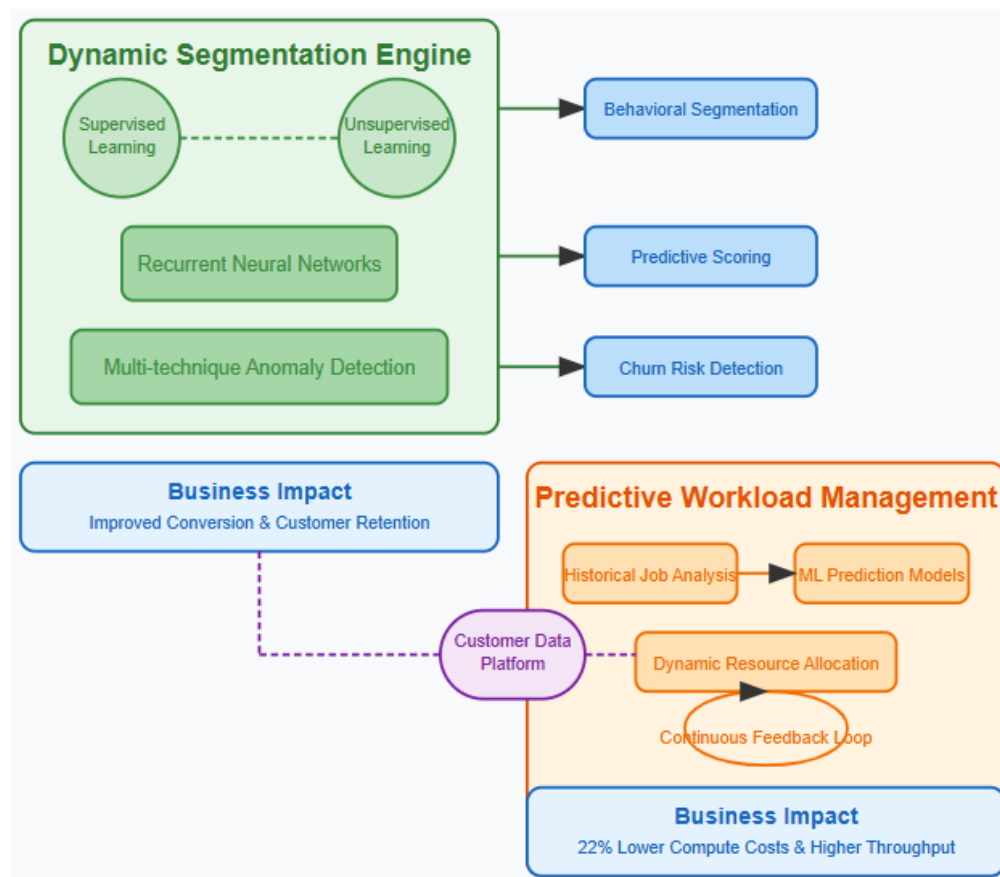 Dynamic Segmentation Engine
Supervised
Learning
Unsupervised
Learning
Recurrent Neural Networks
Multi-technique Anomaly Detection
Behavioral Segmentation
Predictive Scoring
Churn Risk Detection
Business Impact
Improved Conversion & Customer Retention
Predictive Workload Management
Historical Job Analysis
ML Prediction Models
Customer Data
Platform
Dynamic Resource Allocation
Continuous Feedback Loop
Business Impact
22% Lower Compute Costs & Higher Throughput